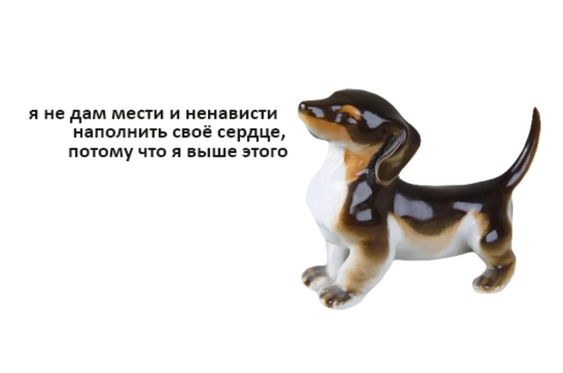 я не дам мести и ненависти
наполнить своё сердце,
потому что я выше этого